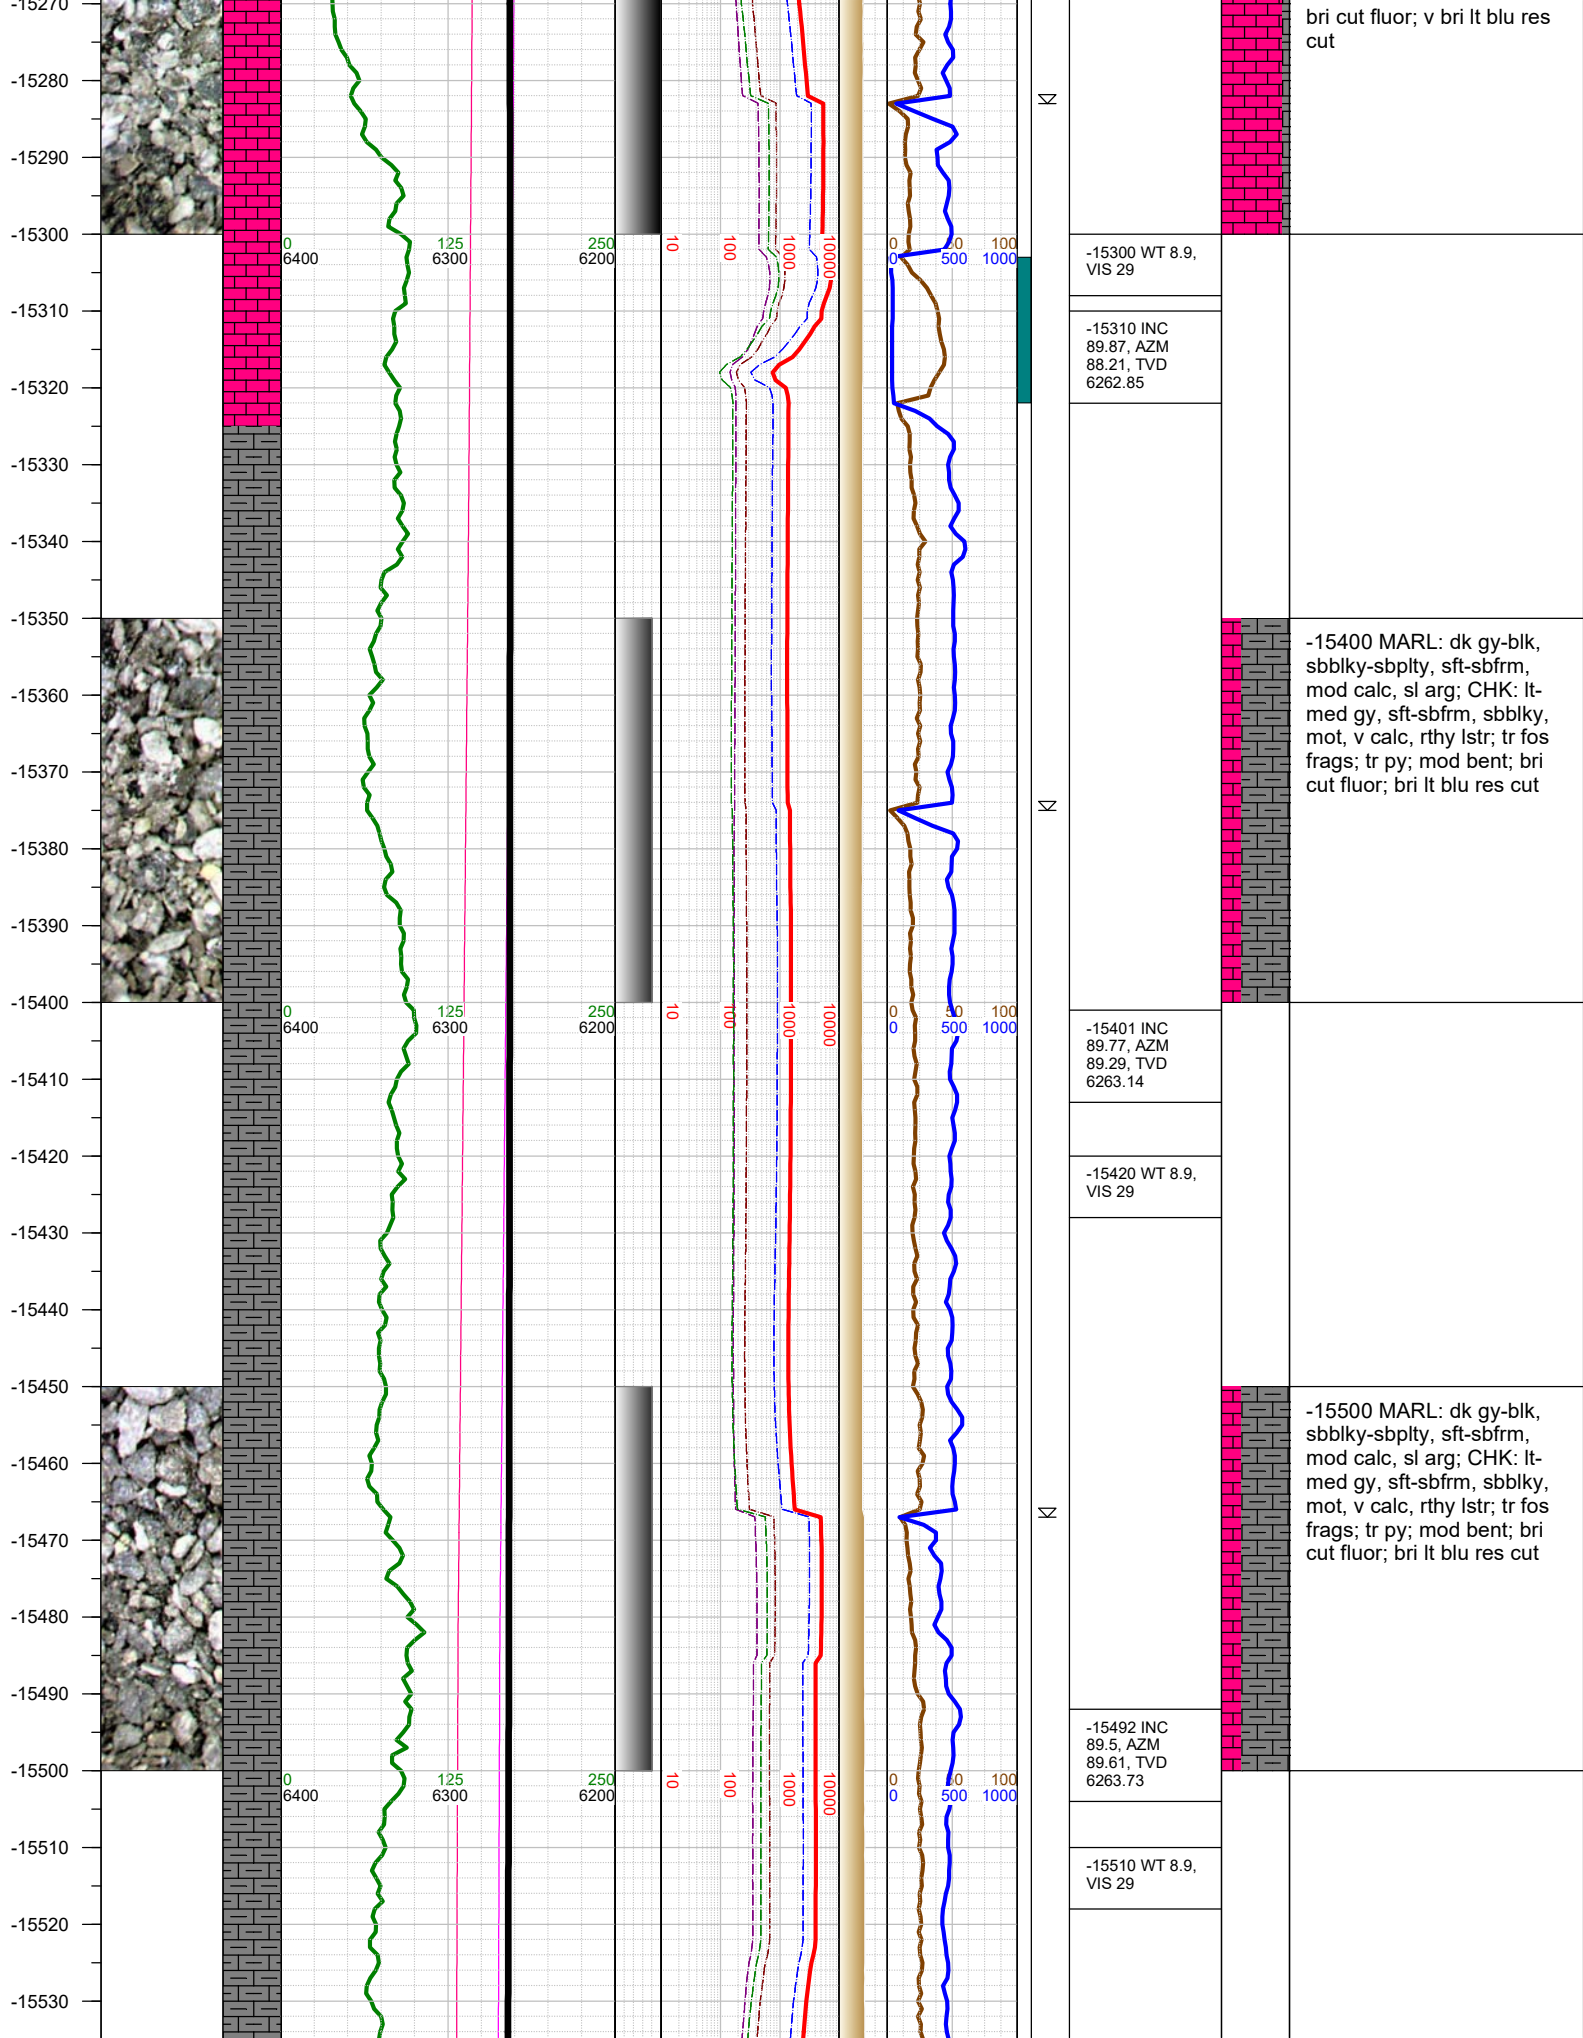 -15270
bri cut fluor; v bri lt blu res
cut
-15280
-15290
-15300
0 125 250
6400 6300 6200
10 100 1000 10000
0 50 100
0 500 1000
-15300 WT 8.9,
VIS 29
-15310
-15310 INC
89.87, AZM
88.21, TVD
6262.85
-15320
-15330
-15340
-15350
-15400 MARL: dk gy-blk,
sbblky-sbplty, sft-sbfrm,
mod calc, sl arg; CHK: lt-
med gy, sft-sbfrm, sbblky,
mot, v calc, rthy lstr; tr fos
frags; tr py; mod bent; bri
cut fluor; bri lt blu res cut
-15360
-15370
-15380
-15390
-15400
0 125 250
6400 6300 6200
10 100 1000 10000
0 50 100
0 500 1000
-15401 INC
89.77, AZM
89.29, TVD
6263.14
-15410
-15420
-15420 WT 8.9,
VIS 29
-15430
-15440
-15450
-15500 MARL: dk gy-blk,
sbblky-sbplty, sft-sbfrm,
mod calc, sl arg; CHK: lt-
med gy, sft-sbfrm, sbblky,
mot, v calc, rthy lstr; tr fos
frags; tr py; mod bent; bri
cut fluor; bri lt blu res cut
-15460
-15470
-15480
-15490
-15492 INC
89.5, AZM
89.61, TVD
6263.73
-15500
0 125 250
6400 6300 6200
10 100 1000 10000
0 50 100
0 500 1000
-15510
-15510 WT 8.9,
VIS 29
-15520
-15530